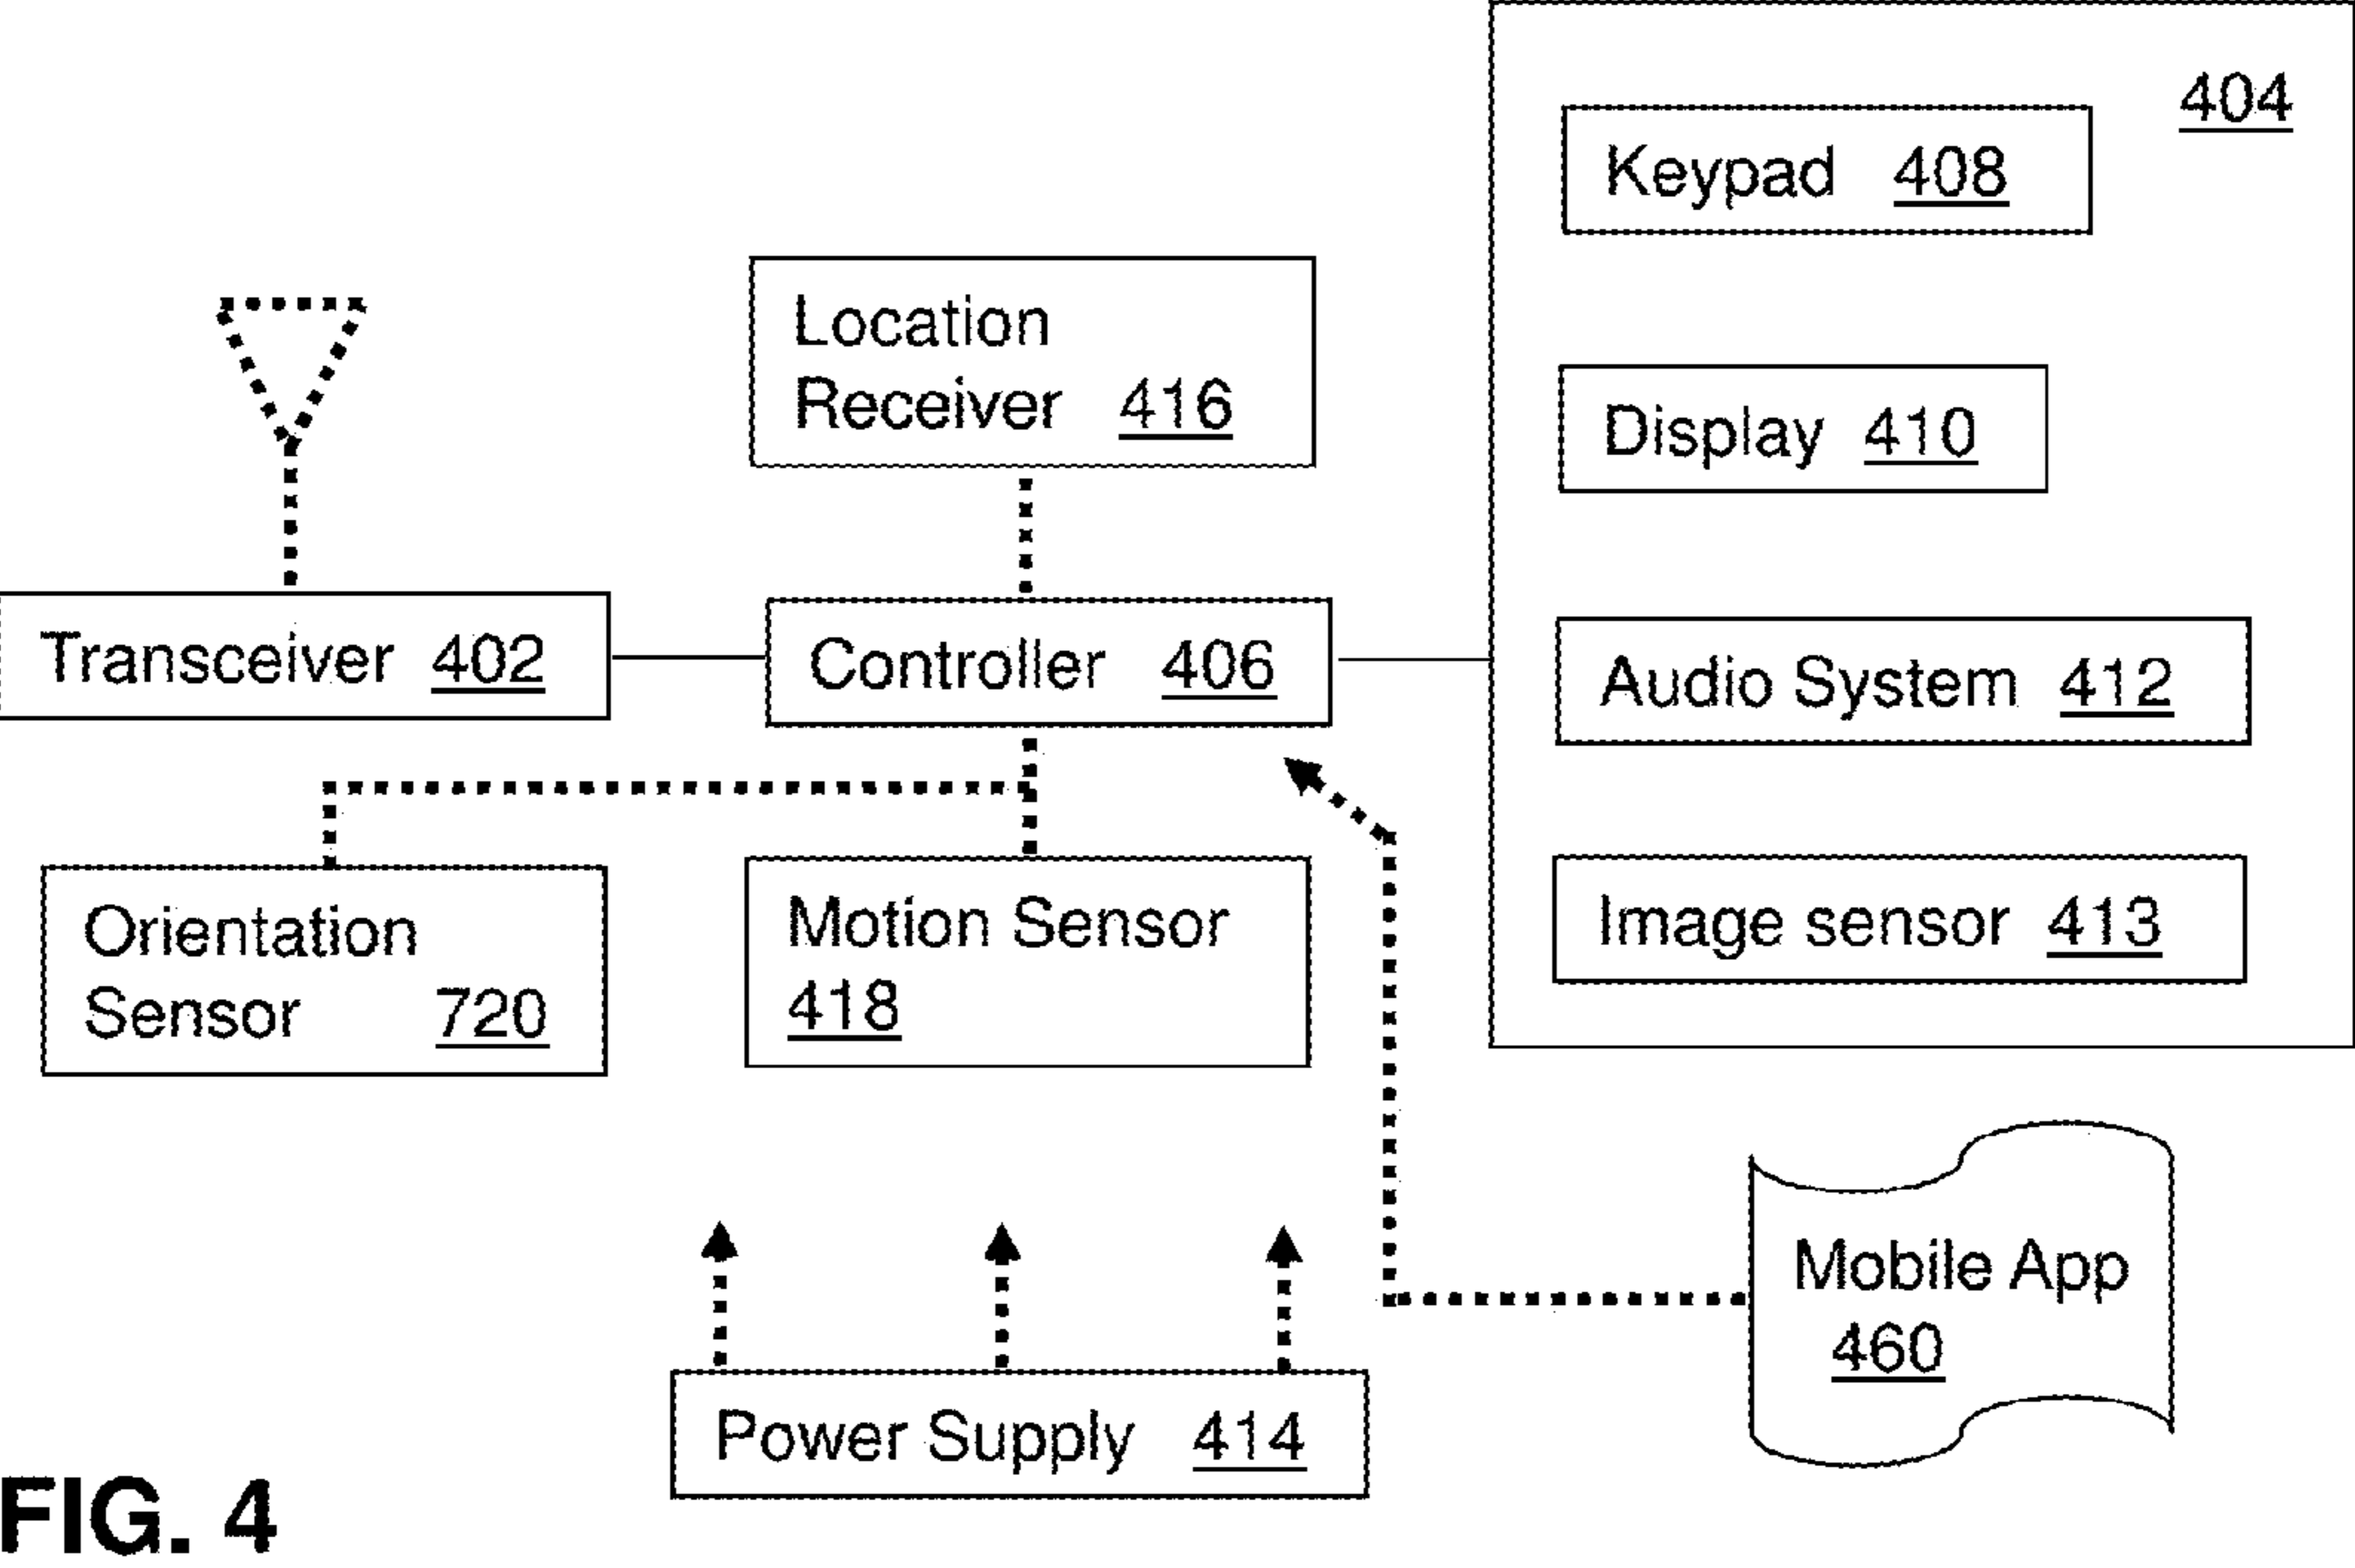 404
Keypad 408
Location
Receiver 416
Display 410
Transceiver 402
Controller 406
Audio System 412
Orientation
Sensor 720
Motion Sensor
418
Image sensor 413
Mobile App
460
Power Supply 414
FIG. 4